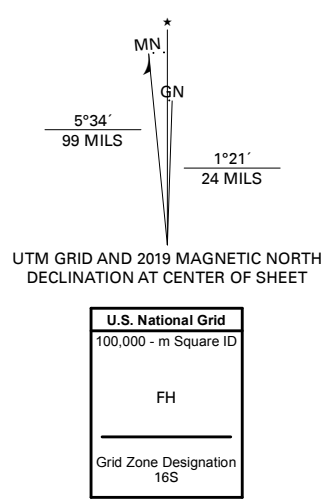 ★
MN
GN
5°34´
99 MILS
1°21´
24 MILS
UTM GRID AND 2019 MAGNETIC NORTH
DECLINATION AT CENTER OF SHEET
U.S. National Grid
100,000 - m Square ID
FH
Grid Zone Designation
16S